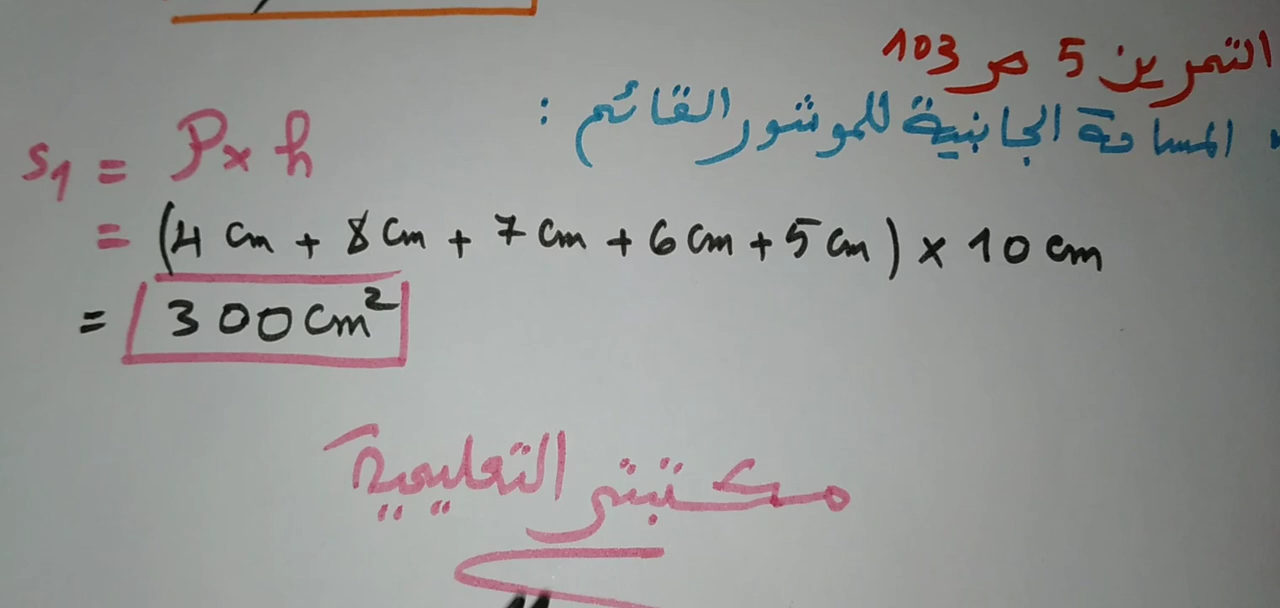 التمرين 5 ص 103
المساحة الجانبية للموشور القائم :
S1 = P × h
= (4 cm + 8 cm + 7 cm + 6 cm + 5 cm) × 10 cm
= 300 cm²
مكتبتي التعليمية